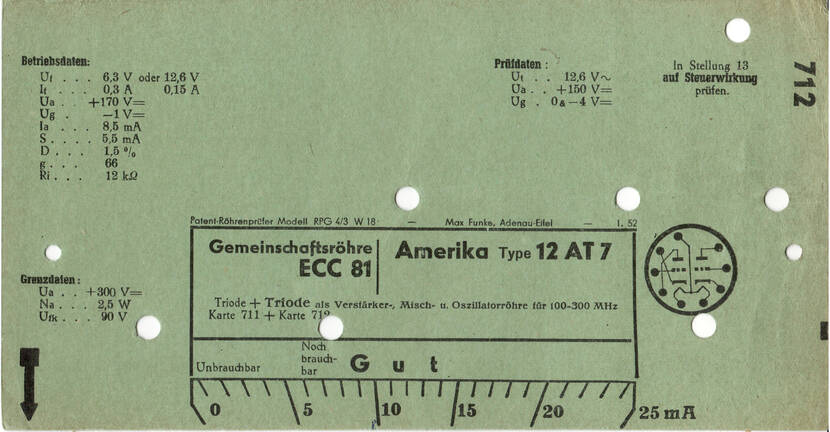 Betriebsdaten:
Uf . . . 6,3 V oder 12,6 V
If . . . 0,3 A 0,15 A
Ua . . +170 V=
Ug . −1 V=
Ia . . . 8,5 mA
S . . . . 5,5 mA
D . . . 1,5 %
g . . . . 66
Ri . . . 12 kΩ
Prüfdaten :
Uf . . 12,6 V~
Ua . . +150 V=
Ug . 0 & −4 V=
In Stellung 13
auf Steuerwirkung
prüfen.
712
Patent-Röhrenprüfer Modell RPG 4/3 W 18 — Max Funke, Adenau-Eifel — 1. 52
Gemeinschaftsröhre
ECC 81
Amerika Type 12 AT 7
Triode + Triode als Verstärker-, Misch- u. Oszillatorröhre für 100-300 MHz
Karte 711 + Karte 712
Grenzdaten :
Ua . . +300 V=
Na . . . 2,5 W
Ufk . . . 90 V
Unbrauchbar
Noch
brauch-
bar
Gut
0 5 10 15 20 25 mA